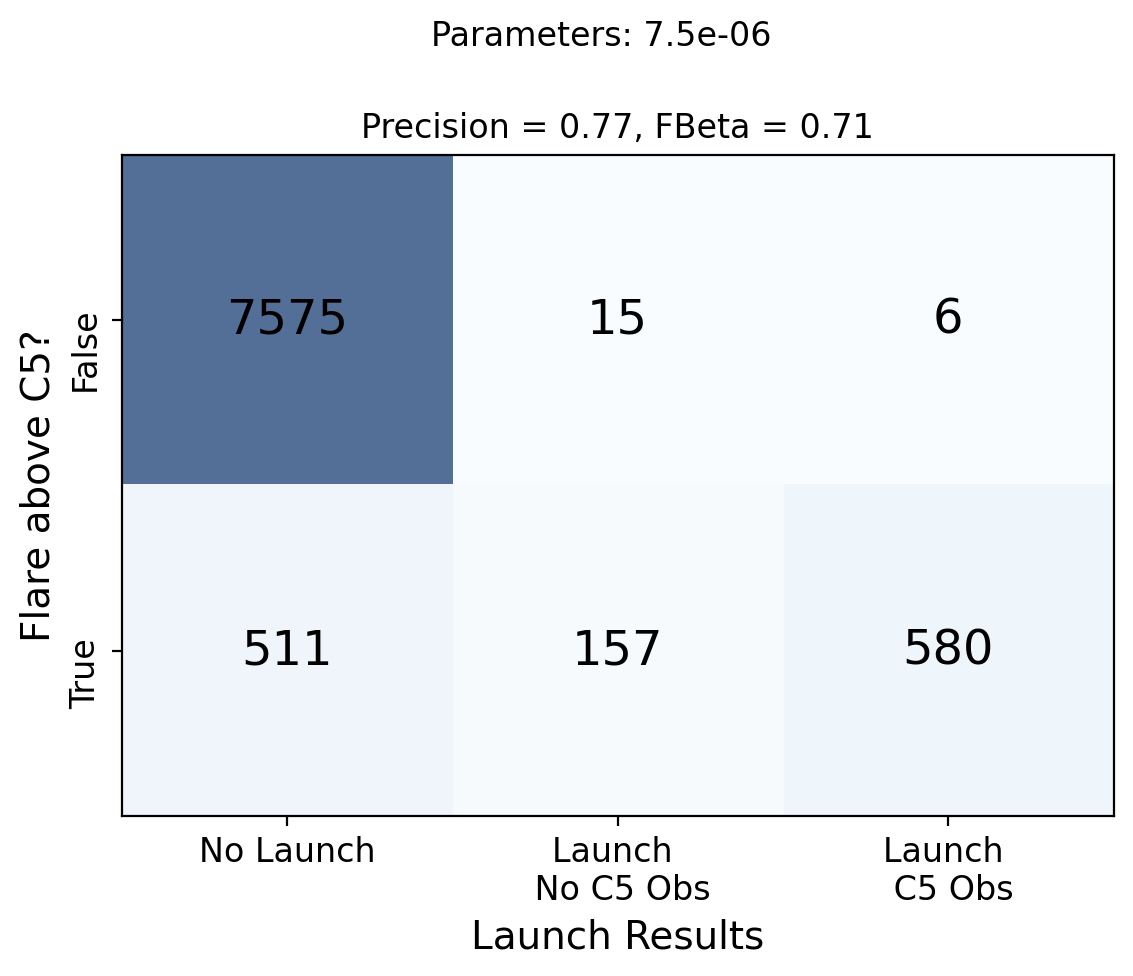 Parameters: 7.5e-06
Precision = 0.77, FBeta = 0.71
Flare above C5?
False
7575
15
6
True
511
157
580
No Launch
Launch
No C5 Obs
Launch
C5 Obs
Launch Results